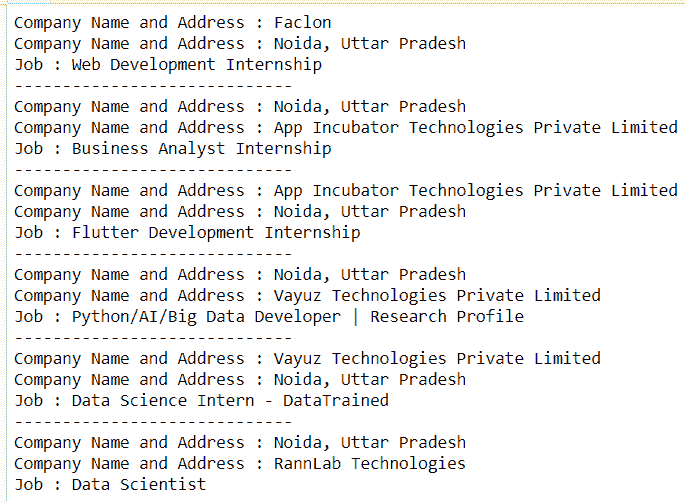 Company Name and Address : Faclon
Company Name and Address : Noida, Uttar Pradesh
Job : Web Development Internship
-----------------------------
Company Name and Address : Noida, Uttar Pradesh
Company Name and Address : App Incubator Technologies Private Limited
Job : Business Analyst Internship
-----------------------------
Company Name and Address : App Incubator Technologies Private Limited
Company Name and Address : Noida, Uttar Pradesh
Job : Flutter Development Internship
-----------------------------
Company Name and Address : Noida, Uttar Pradesh
Company Name and Address : Vayuz Technologies Private Limited
Job : Python/AI/Big Data Developer | Research Profile
-----------------------------
Company Name and Address : Vayuz Technologies Private Limited
Company Name and Address : Noida, Uttar Pradesh
Job : Data Science Intern - DataTrained
-----------------------------
Company Name and Address : Noida, Uttar Pradesh
Company Name and Address : RannLab Technologies
Job : Data Scientist